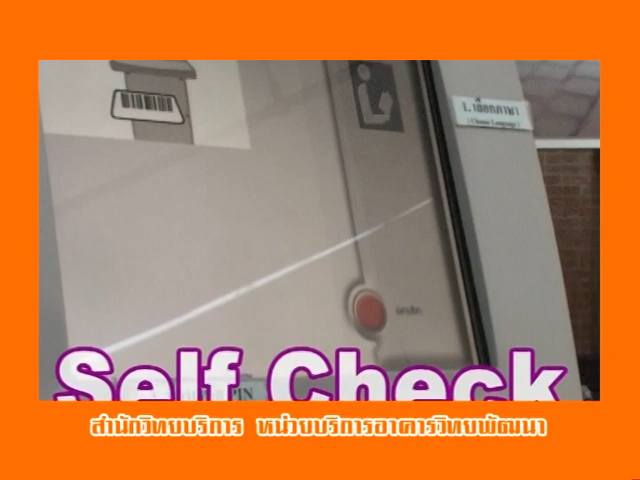 1. เลือกภาษา
( Choose Language )
ยกเลิก
Self Check
PIN
สำนักวิทยบริการ หน่วยบริการอาคารวิทยพัฒนา